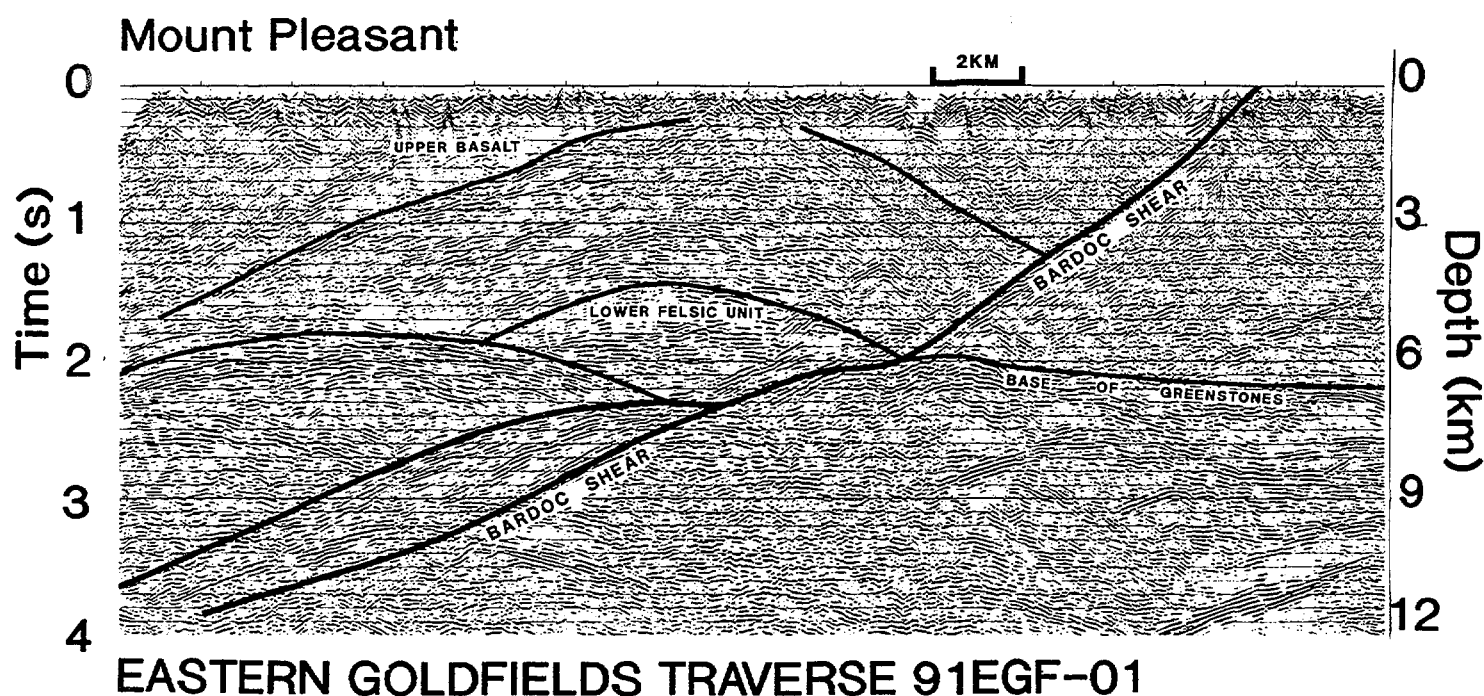 Mount Pleasant
2KM
0
0
UPPER BASALT
1
3
BARDOC SHEAR
LOWER FELSIC UNIT
2
6
BASE OF GREENSTONES
BARDOC SHEAR
3
9
4
12
Time (s)
Depth (km)
EASTERN GOLDFIELDS TRAVERSE 91EGF-01